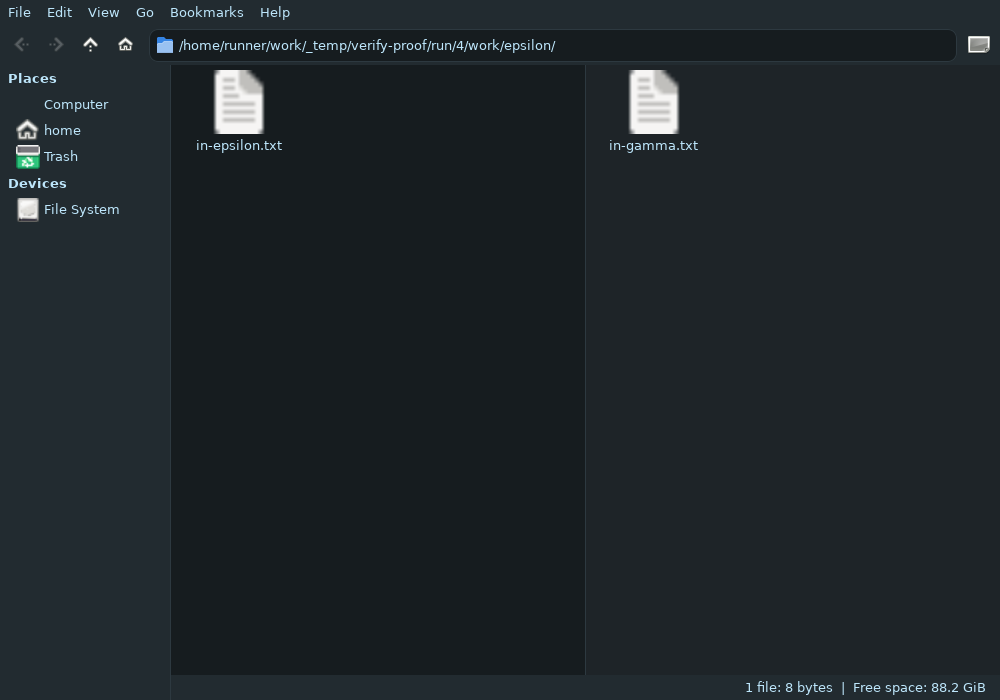 File Edit View Go Bookmarks Help
/home/runner/work/_temp/verify-proof/run/4/work/epsilon/
Places
Computer
home
Trash
Devices
File System
in-epsilon.txt
in-gamma.txt
1 file: 8 bytes | Free space: 88.2 GiB